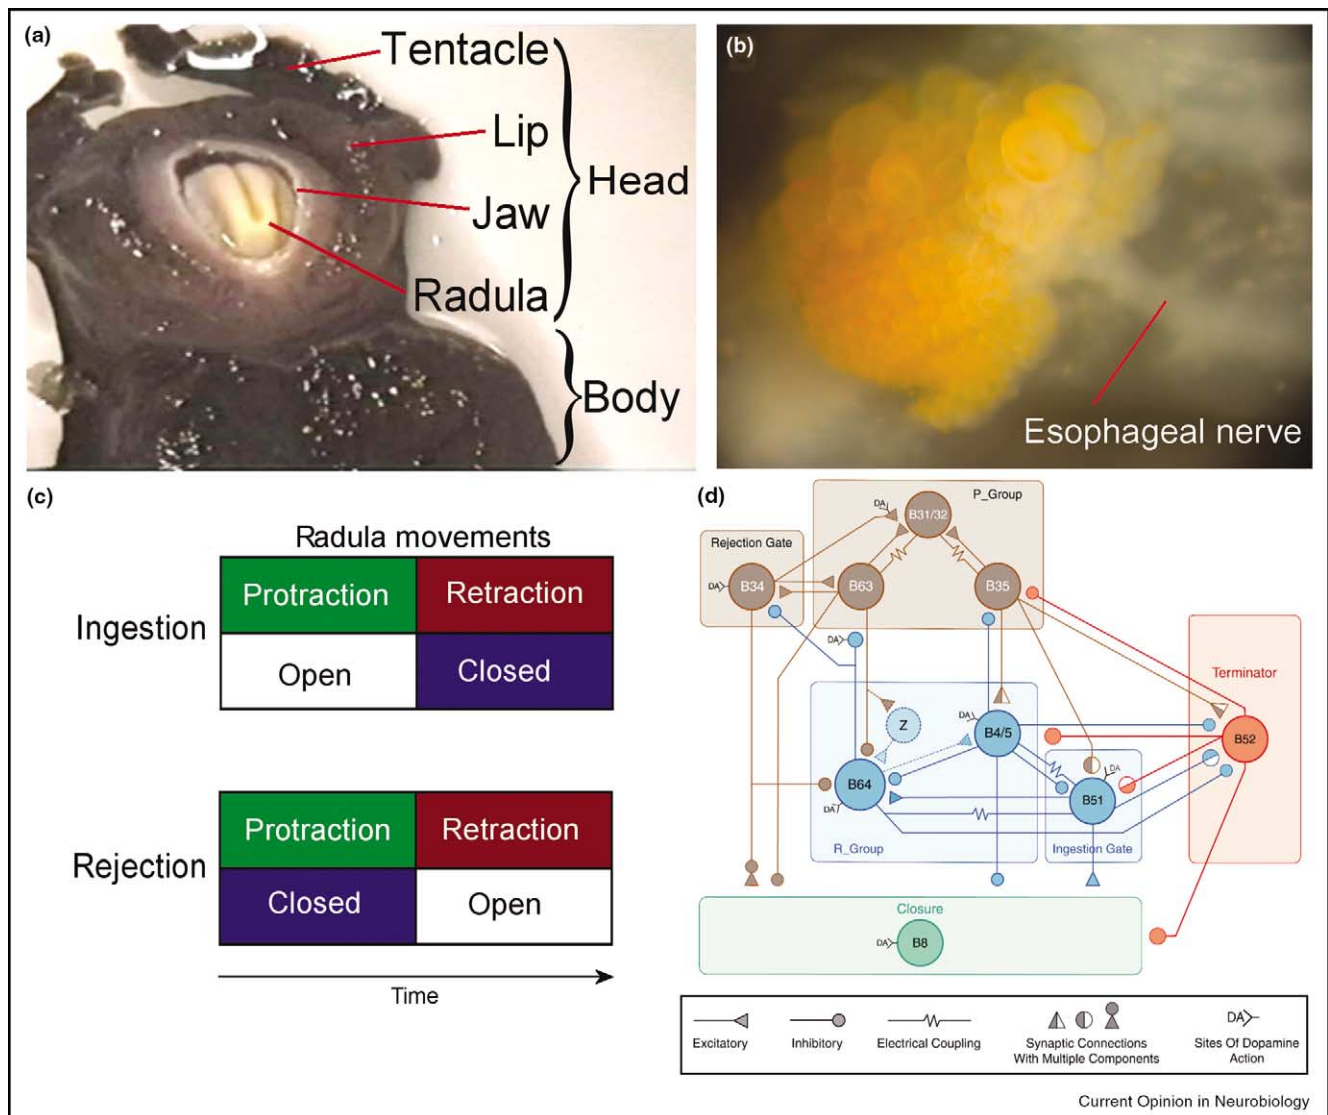 (a)
Tentacle
Lip
Jaw
Radula
Head
Body
(b)
Esophageal nerve
(c)
Radula movements
Ingestion
Protraction
Retraction
Open
Closed
Rejection
Protraction
Retraction
Closed
Open
Time
(d)
P_Group
Rejection Gate
DA
B31/32
DA
B34
B63
B35
DA
Terminator
Z
DA
B4/5
B52
B64
DA
DA
B51
R_Group
Ingestion Gate
Closure
DA
B8
Excitatory
Inhibitory
Electrical Coupling
Synaptic Connections
With Multiple Components
DA
Sites Of Dopamine
Action
Current Opinion in Neurobiology